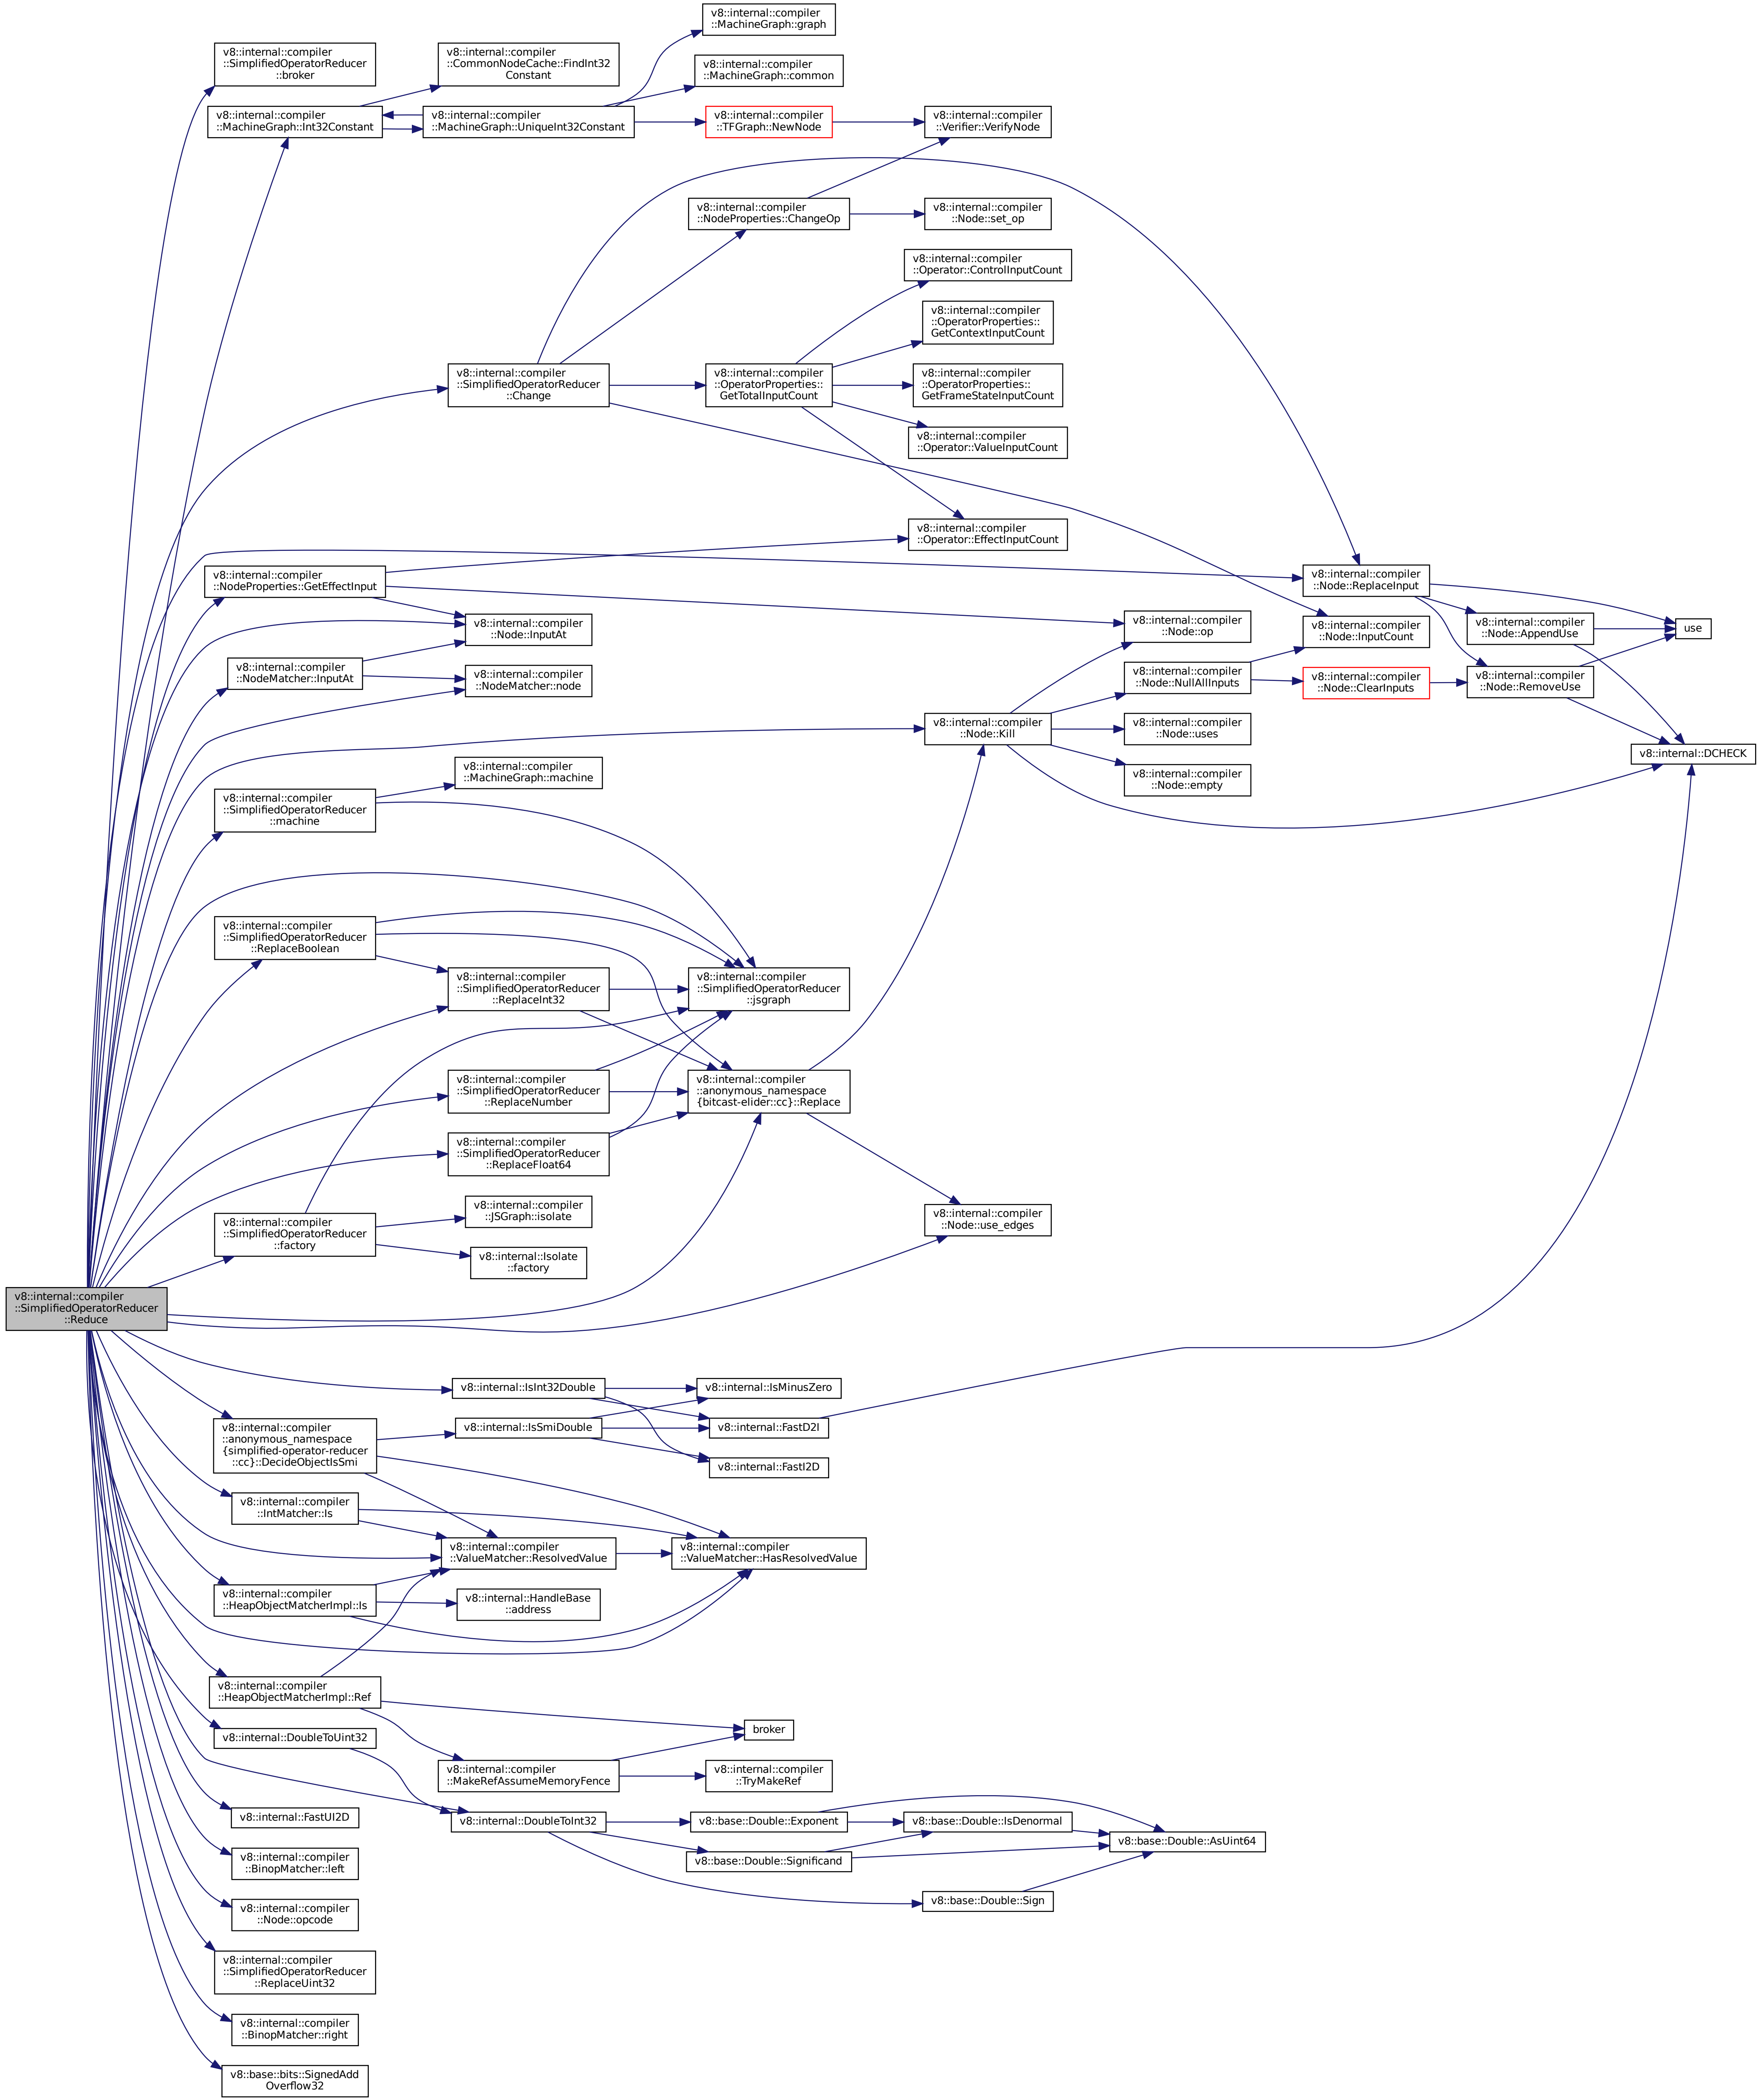 v8::internal::compiler
::MachineGraph::graph
v8::internal::compiler
::SimplifiedOperatorReducer
::broker
v8::internal::compiler
::CommonNodeCache::FindInt32
Constant
v8::internal::compiler
::MachineGraph::common
v8::internal::compiler
::MachineGraph::Int32Constant
v8::internal::compiler
::MachineGraph::UniqueInt32Constant
v8::internal::compiler
::TFGraph::NewNode
v8::internal::compiler
::Verifier::VerifyNode
v8::internal::compiler
::NodeProperties::ChangeOp
v8::internal::compiler
::Node::set_op
v8::internal::compiler
::Operator::ControlInputCount
v8::internal::compiler
::OperatorProperties::
GetContextInputCount
v8::internal::compiler
::SimplifiedOperatorReducer
::Change
v8::internal::compiler
::OperatorProperties::
GetTotalInputCount
v8::internal::compiler
::OperatorProperties::
GetFrameStateInputCount
v8::internal::compiler
::Operator::ValueInputCount
v8::internal::compiler
::Operator::EffectInputCount
v8::internal::compiler
::NodeProperties::GetEffectInput
v8::internal::compiler
::Node::ReplaceInput
v8::internal::compiler
::Node::InputAt
v8::internal::compiler
::Node::op
v8::internal::compiler
::Node::InputCount
v8::internal::compiler
::Node::AppendUse
use
v8::internal::compiler
::NodeMatcher::InputAt
v8::internal::compiler
::NodeMatcher::node
v8::internal::compiler
::Node::NullAllInputs
v8::internal::compiler
::Node::ClearInputs
v8::internal::compiler
::Node::RemoveUse
v8::internal::compiler
::Node::Kill
v8::internal::compiler
::Node::uses
v8::internal::DCHECK
v8::internal::compiler
::MachineGraph::machine
v8::internal::compiler
::Node::empty
v8::internal::compiler
::SimplifiedOperatorReducer
::machine
v8::internal::compiler
::SimplifiedOperatorReducer
::ReplaceBoolean
v8::internal::compiler
::SimplifiedOperatorReducer
::ReplaceInt32
v8::internal::compiler
::SimplifiedOperatorReducer
::jsgraph
v8::internal::compiler
::SimplifiedOperatorReducer
::ReplaceNumber
v8::internal::compiler
::anonymous_namespace
{bitcast-elider::cc}::Replace
v8::internal::compiler
::SimplifiedOperatorReducer
::ReplaceFloat64
v8::internal::compiler
::SimplifiedOperatorReducer
::factory
v8::internal::compiler
::JSGraph::isolate
v8::internal::compiler
::Node::use_edges
v8::internal::Isolate
::factory
v8::internal::compiler
::SimplifiedOperatorReducer
::Reduce
v8::internal::IsInt32Double
v8::internal::IsMinusZero
v8::internal::compiler
::anonymous_namespace
{simplified-operator-reducer
::cc}::DecideObjectIsSmi
v8::internal::IsSmiDouble
v8::internal::FastD2I
v8::internal::FastI2D
v8::internal::compiler
::IntMatcher::Is
v8::internal::compiler
::ValueMatcher::ResolvedValue
v8::internal::compiler
::ValueMatcher::HasResolvedValue
v8::internal::compiler
::HeapObjectMatcherImpl::Is
v8::internal::HandleBase
::address
v8::internal::compiler
::HeapObjectMatcherImpl::Ref
v8::internal::DoubleToUint32
broker
v8::internal::compiler
::MakeRefAssumeMemoryFence
v8::internal::compiler
::TryMakeRef
v8::internal::FastUI2D
v8::internal::DoubleToInt32
v8::base::Double::Exponent
v8::base::Double::IsDenormal
v8::base::Double::AsUint64
v8::internal::compiler
::BinopMatcher::left
v8::base::Double::Significand
v8::base::Double::Sign
v8::internal::compiler
::Node::opcode
v8::internal::compiler
::SimplifiedOperatorReducer
::ReplaceUint32
v8::internal::compiler
::BinopMatcher::right
v8::base::bits::SignedAdd
Overflow32